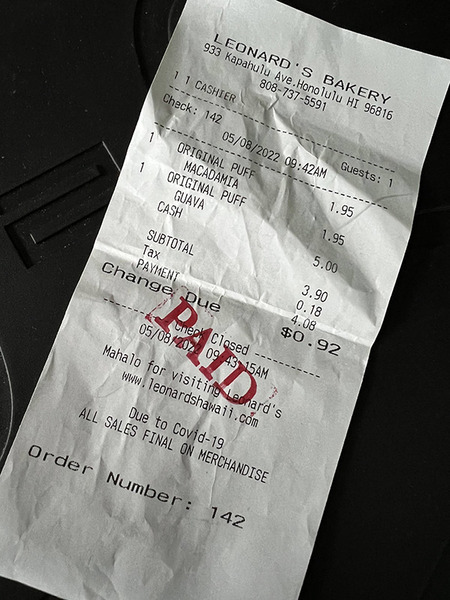 LEONARD'S BAKERY
933 Kapahulu Ave.Honolulu HI 96816
808-737-5591
1 1 CASHIER
Check: 142 Guests: 1
05/08/2022 09:42AM
1 ORIGINAL PUFF 1.95
MACADAMIA
1 ORIGINAL PUFF 1.95
GUAYA
CASH 5.00
SUBTOTAL 3.90
Tax 0.18
PAYMENT 4.08
Change Due $0.92
Check Closed
05/08/2022 09:43:15AM
PAID
Mahalo for visiting Leonard's
www.leonardshawaii.com
Due to Covid-19
ALL SALES FINAL ON MERCHANDISE
Order Number: 142